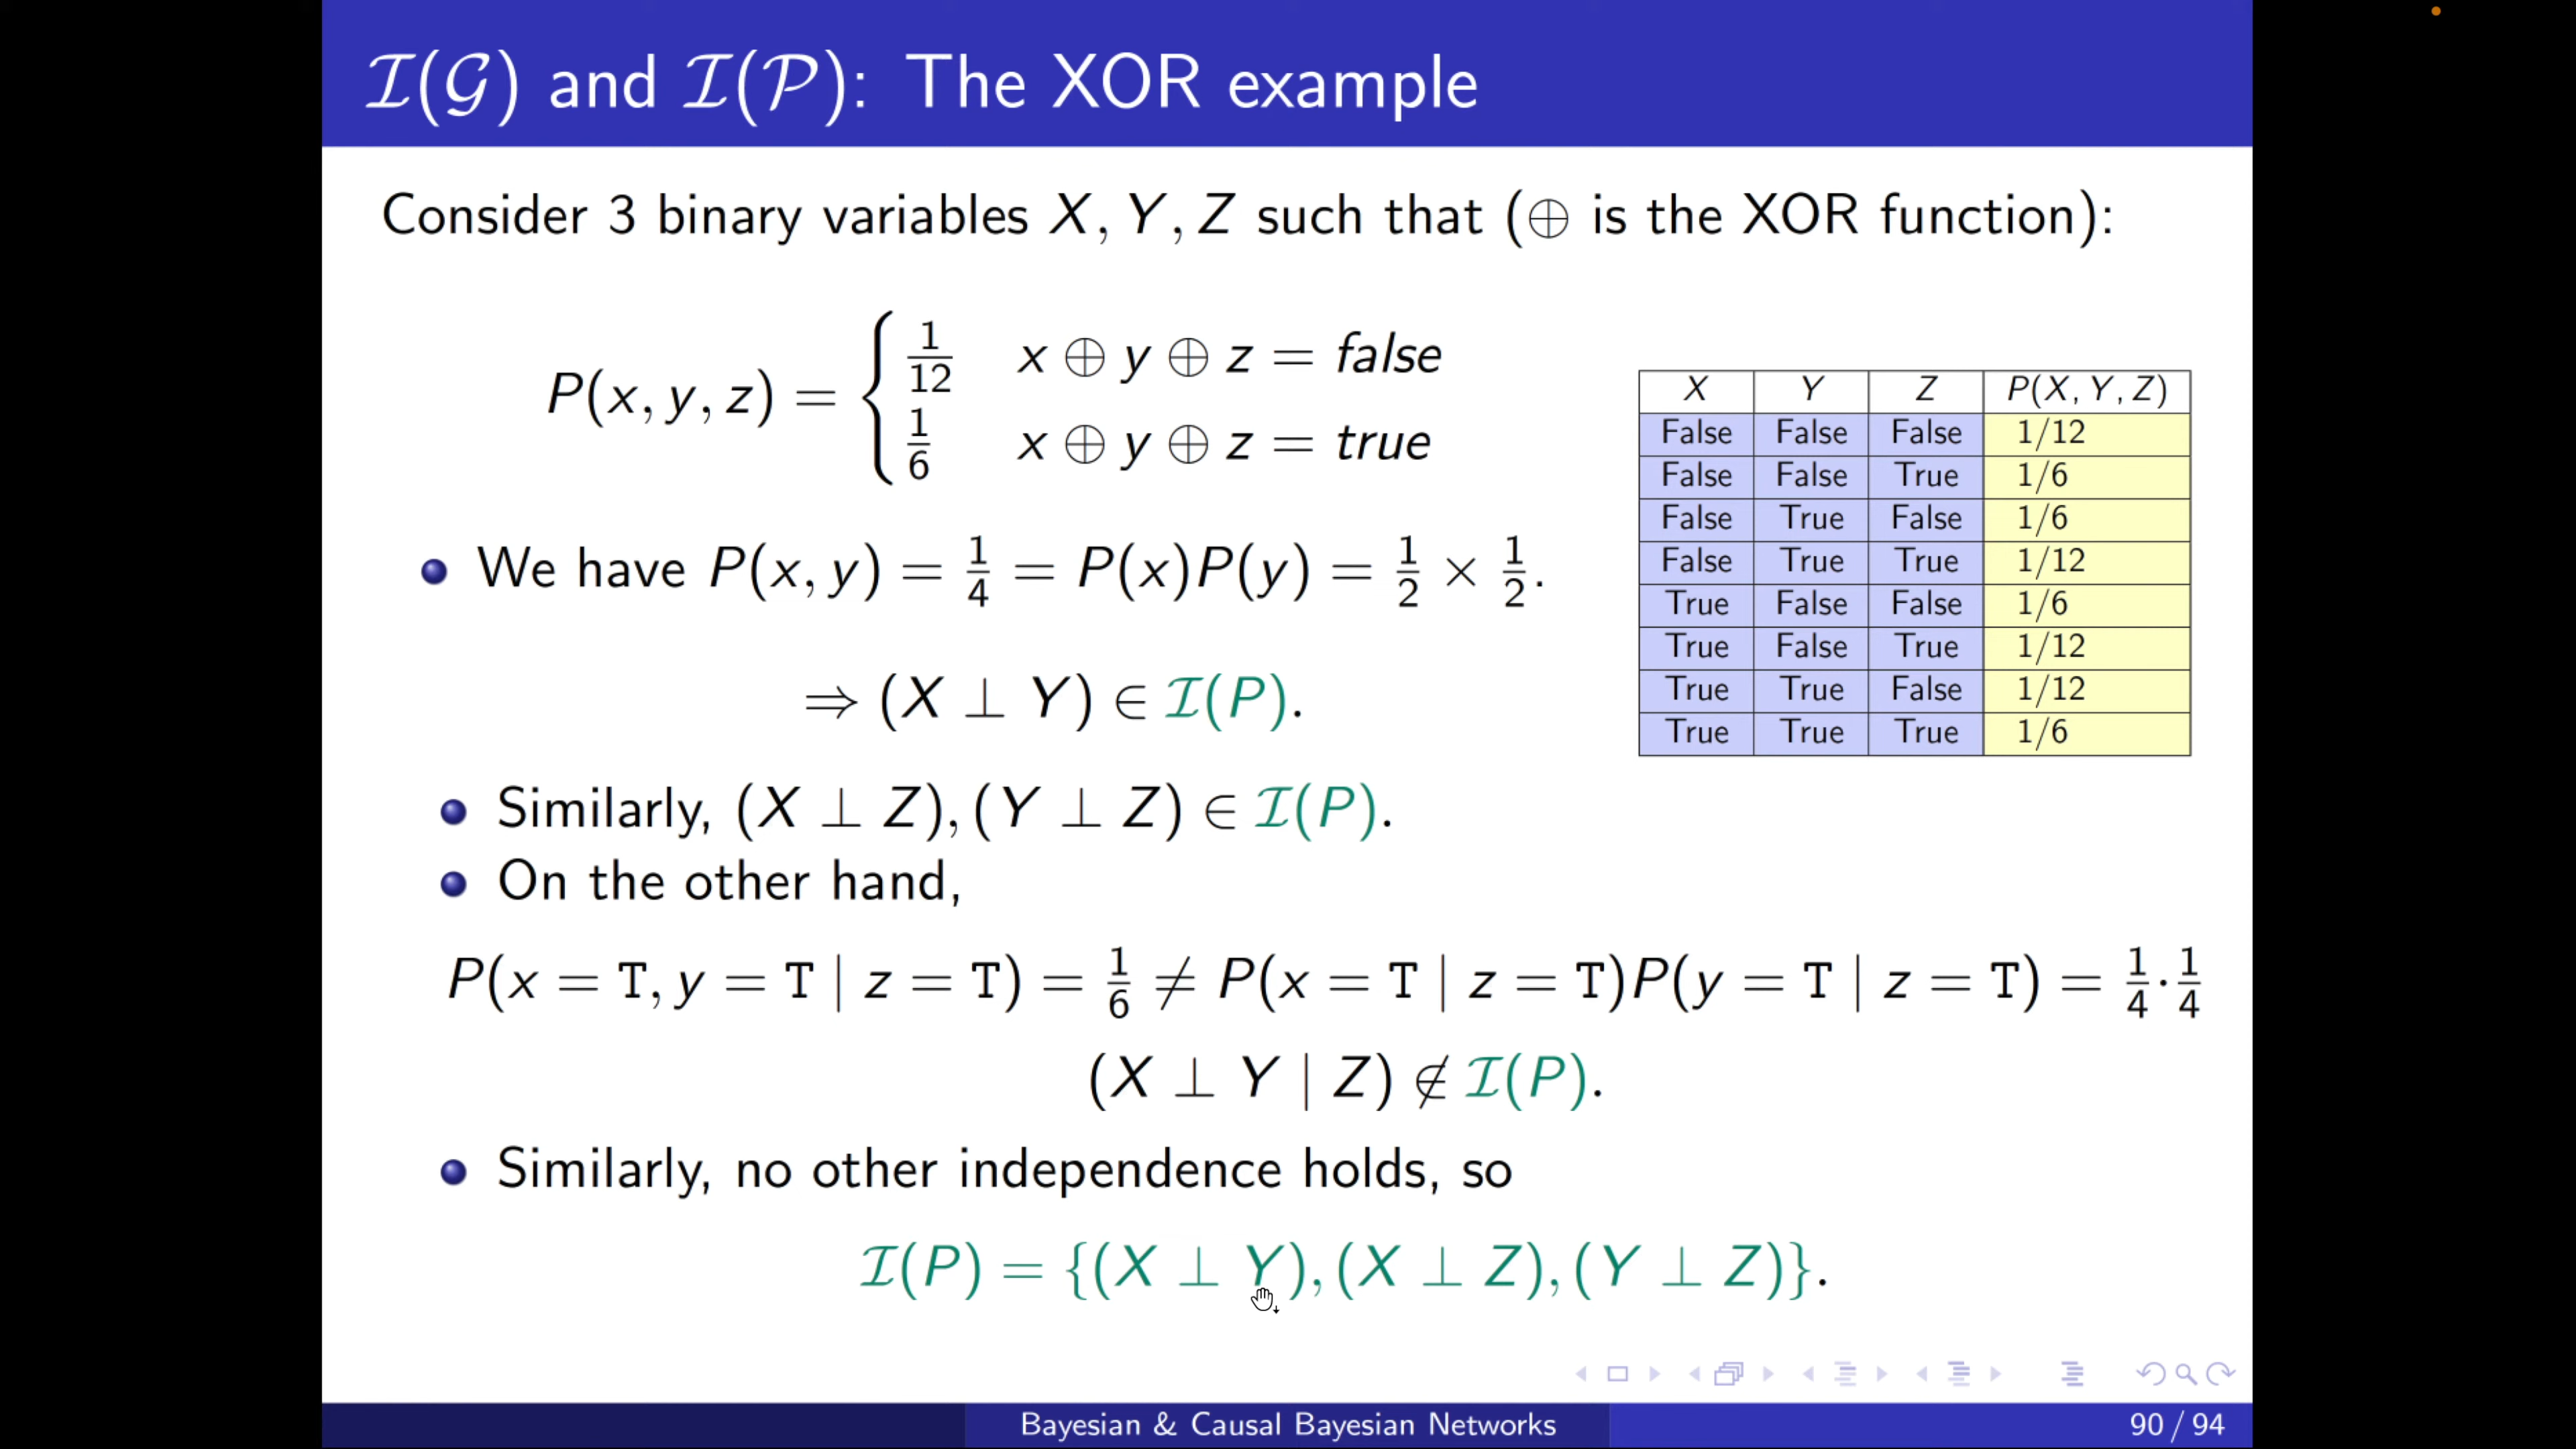 I(G) and I(P): The XOR example
Consider 3 binary variables X, Y, Z such that (⊕ is the XOR function):
P(x, y, z) = { 1/12 x ⊕ y ⊕ z = false
1/6 x ⊕ y ⊕ z = true
X Y Z P(X, Y, Z)
False False False 1/12
False False True 1/6
False True False 1/6
False True True 1/12
True False False 1/6
True False True 1/12
True True False 1/12
True True True 1/6
We have P(x, y) = 1/4 = P(x)P(y) = 1/2 × 1/2.
⇒ (X ⊥ Y) ∈ I(P).
Similarly, (X ⊥ Z), (Y ⊥ Z) ∈ I(P).
On the other hand,
P(x = T, y = T | z = T) = 1/6 ≠ P(x = T | z = T)P(y = T | z = T) = 1/4 · 1/4
(X ⊥ Y | Z) ∉ I(P).
Similarly, no other independence holds, so
I(P) = {(X ⊥ Y), (X ⊥ Z), (Y ⊥ Z)}.
Bayesian & Causal Bayesian Networks
90 / 94